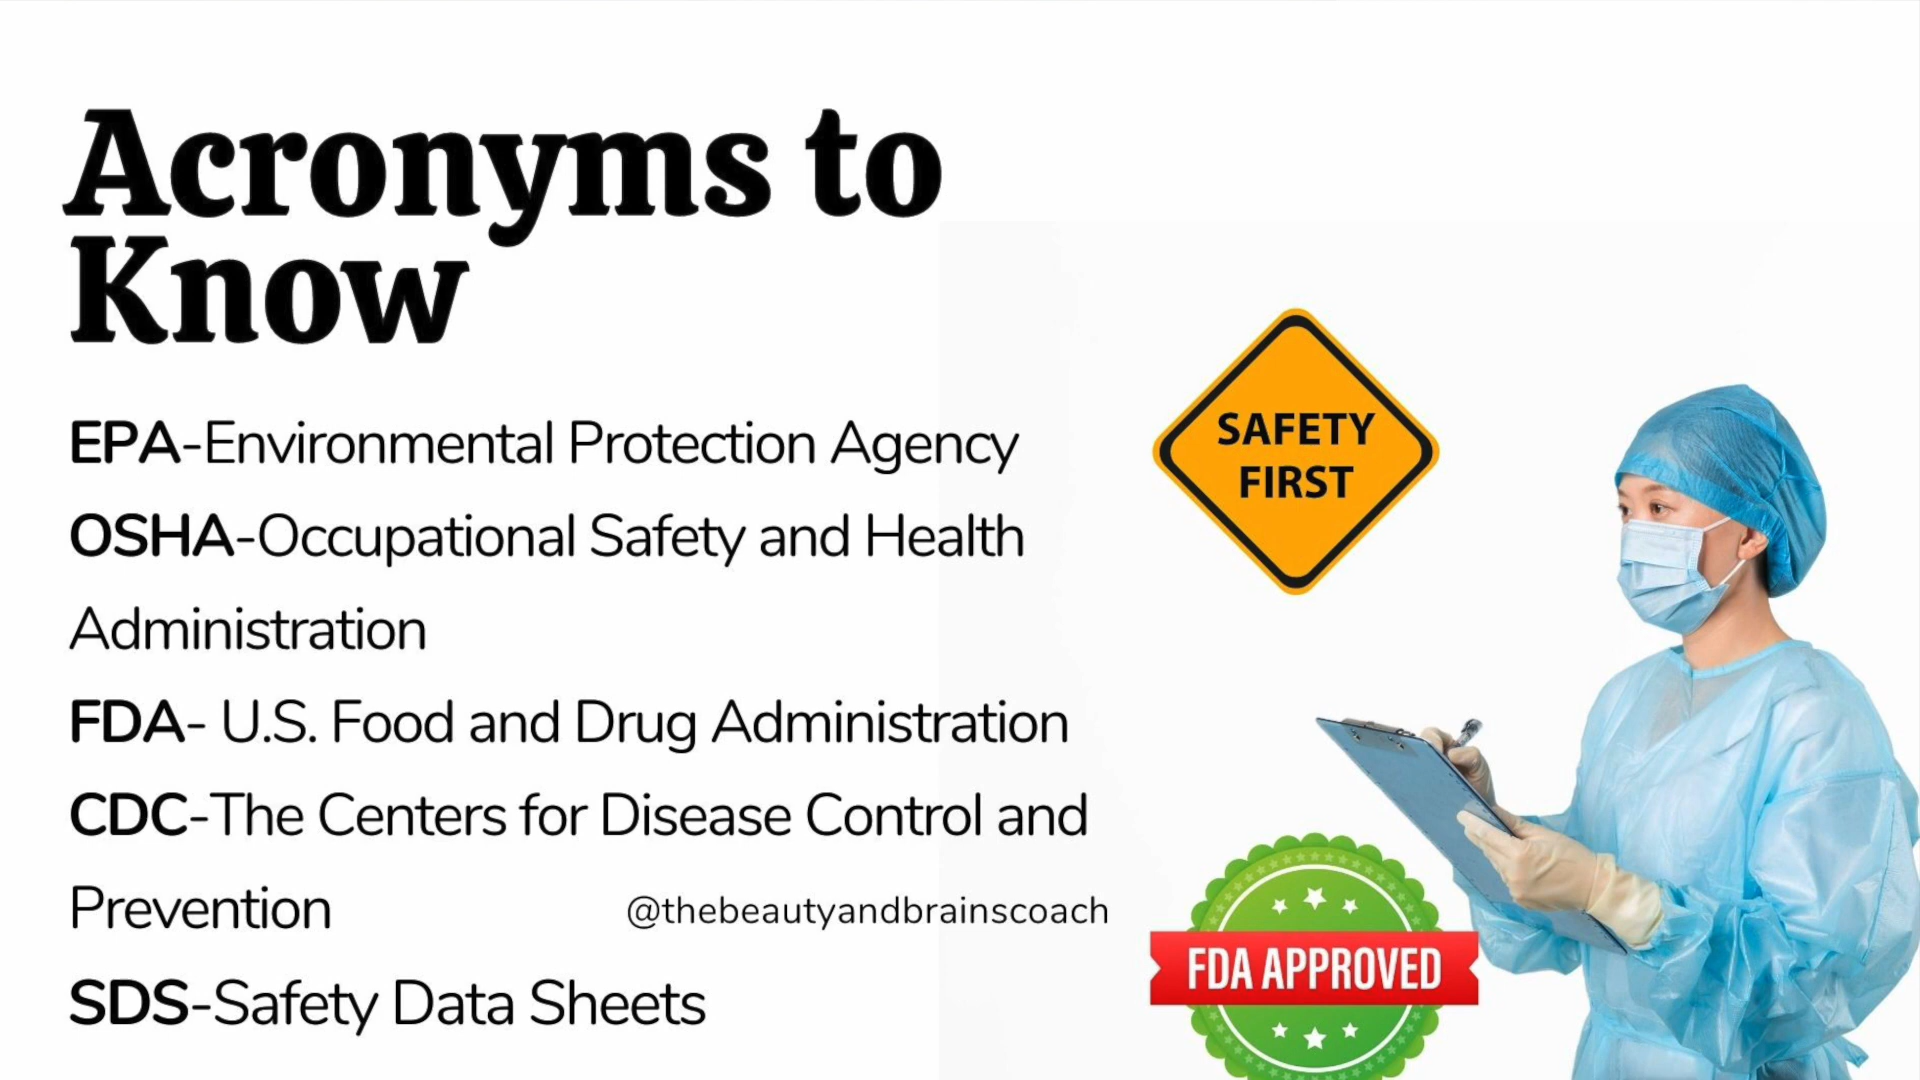 Acronyms to
Know
EPA-Environmental Protection Agency
OSHA-Occupational Safety and Health
Administration
FDA- U.S. Food and Drug Administration
CDC-The Centers for Disease Control and
Prevention
@thebeautyandbrainscoach
SDS-Safety Data Sheets
SAFETY
FIRST
FDA APPROVED